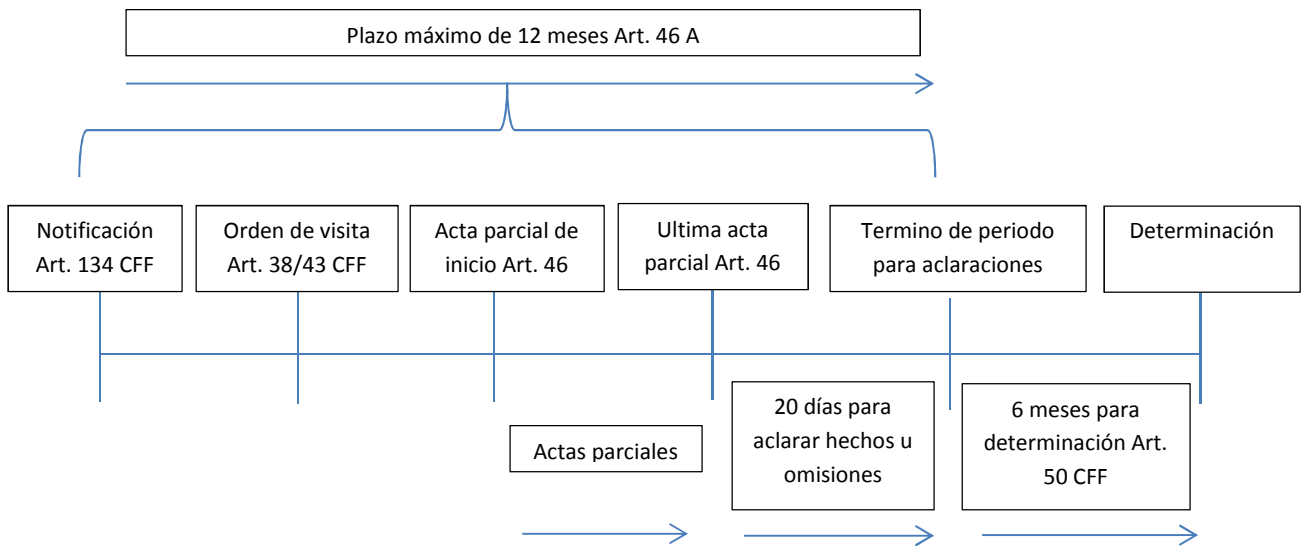 Plazo máximo de 12 meses Art. 46 A
Notificación
Art. 134 CFF
Orden de visita
Art. 38/43 CFF
Acta parcial de
inicio Art. 46
Ultima acta
parcial Art. 46
Termino de periodo
para aclaraciones
Determinación
Actas parciales
20 días para
aclarar hechos u
omisiones
6 meses para
determinación Art.
50 CFF